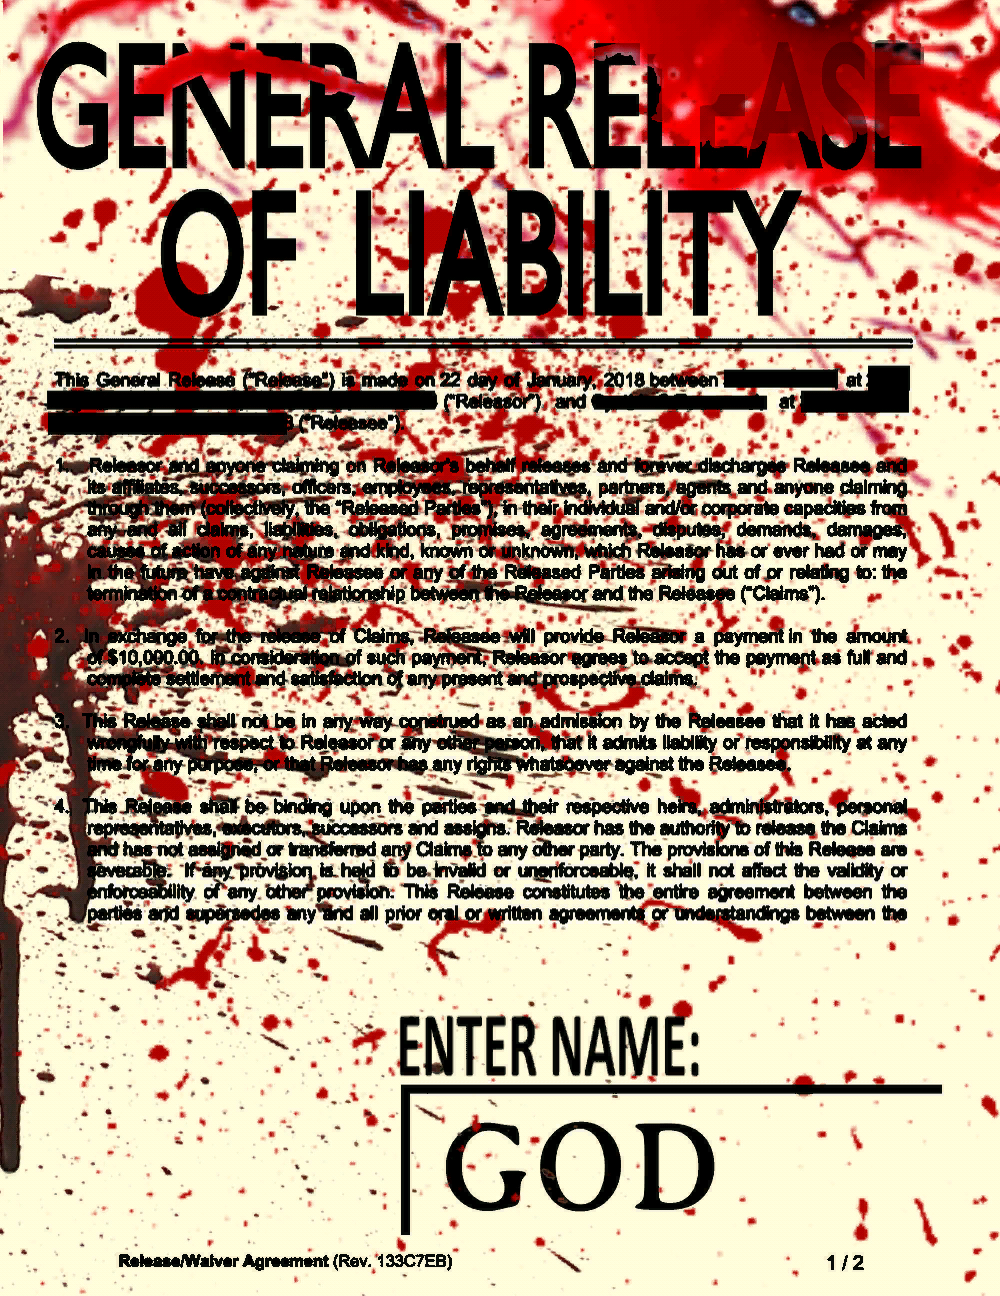 GENERAL RELEASE
OF LIABILITY
This General Release ("Release") is made on 22 day of January, 2018 between at
("Releasor"), and at
("Releasee").
1. Releasor and anyone claiming on Releasor's behalf releases and forever discharges Releasee and
its affiliates, successors, officers, employees, representatives, partners, agents and anyone claiming
through them (collectively, the "Released Parties"), in their individual and/or corporate capacities from
any and all claims, liabilities, obligations, promises, agreements, disputes, demands, damages,
causes of action of any nature and kind, known or unknown, which Releasor has or ever had or may
in the future have against Releasee or any of the Released Parties arising out of or relating to: the
termination of a contractual relationship between the Releasor and the Releasee ("Claims").
2. In exchange for the release of Claims, Releasee will provide Releasor a payment in the amount
of $10,000.00. In consideration of such payment, Releasor agrees to accept the payment as full and
complete settlement and satisfaction of any present and prospective claims.
3. This Release shall not be in any way construed as an admission by the Releasee that it has acted
wrongfully with respect to Releasor or any other person, that it admits liability or responsibility at any
time for any purpose, or that Releasor has any rights whatsoever against the Releasee.
4. This Release shall be binding upon the parties and their respective heirs, administrators, personal
representatives, executors, successors and assigns. Releasor has the authority to release the Claims
and has not assigned or transferred any Claims to any other party. The provisions of this Release are
severable. If any provision is held to be invalid or unenforceable, it shall not affect the validity or
enforceability of any other provision. This Release constitutes the entire agreement between the
parties and supersedes any and all prior oral or written agreements or understandings between the
ENTER NAME:
GOD
Release/Waiver Agreement (Rev. 133C7EB)
1 / 2